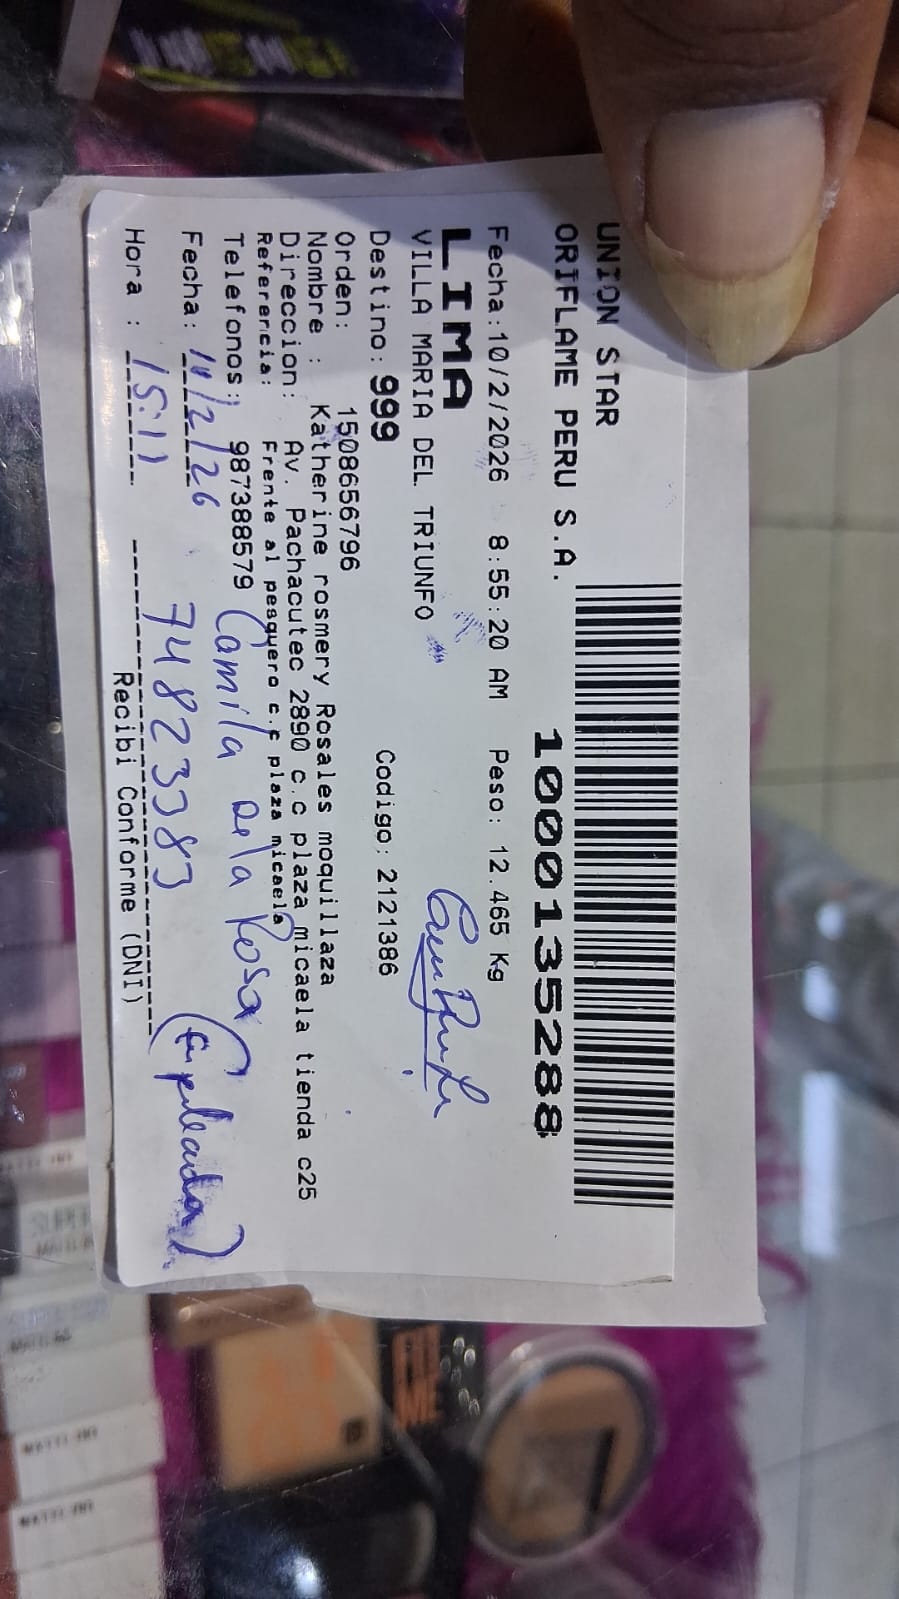 UNION STAR
ORIFLAME PERU S.A.
1000135288
Fecha:10/2/2026 8:55:20 AM Peso: 12.465 Kg
LIMA
VILLA MARIA DEL TRIUNFO
Destino: 999 Codigo: 2121386
Orden: 1508656796
Nombre : Katherine rosmery Rosales moquillaza
Direccion: Av. Pachacutec 2890 c.c plaza micaela tienda c25
Referencia: Frente al pesquero c.c plaza micaela
Telefonos: 987388579 Camila De la Rosa (Empleada)
Fecha: 10/2/26 74823383
Hora : 15:11
Recibi Conforme (DNI)